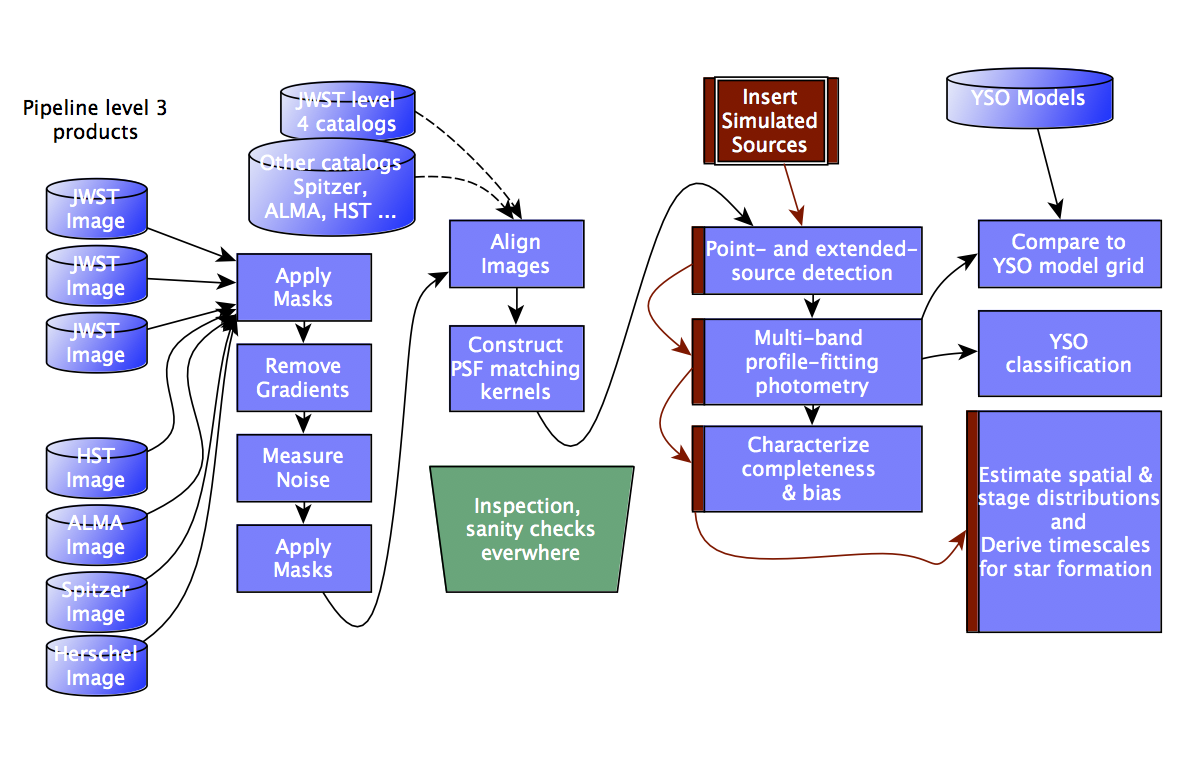 Pipeline level 3
products
JWST
Image
JWST
Image
JWST
Image
HST
Image
ALMA
Image
Spitzer
Image
Herschel
Image
JWST level
4 catalogs
Other catalogs
Spitzer,
ALMA, HST ...
Apply
Masks
Remove
Gradients
Measure
Noise
Apply
Masks
Align
Images
Construct
PSF matching
kernels
Inspection,
sanity checks
everwhere
Insert
Simulated
Sources
Point- and extended-
source detection
Multi-band
profile-fitting
photometry
Characterize
completeness
& bias
YSO Models
Compare to
YSO model grid
YSO
classification
Estimate spatial &
stage distributions
and
Derive timescales
for star formation